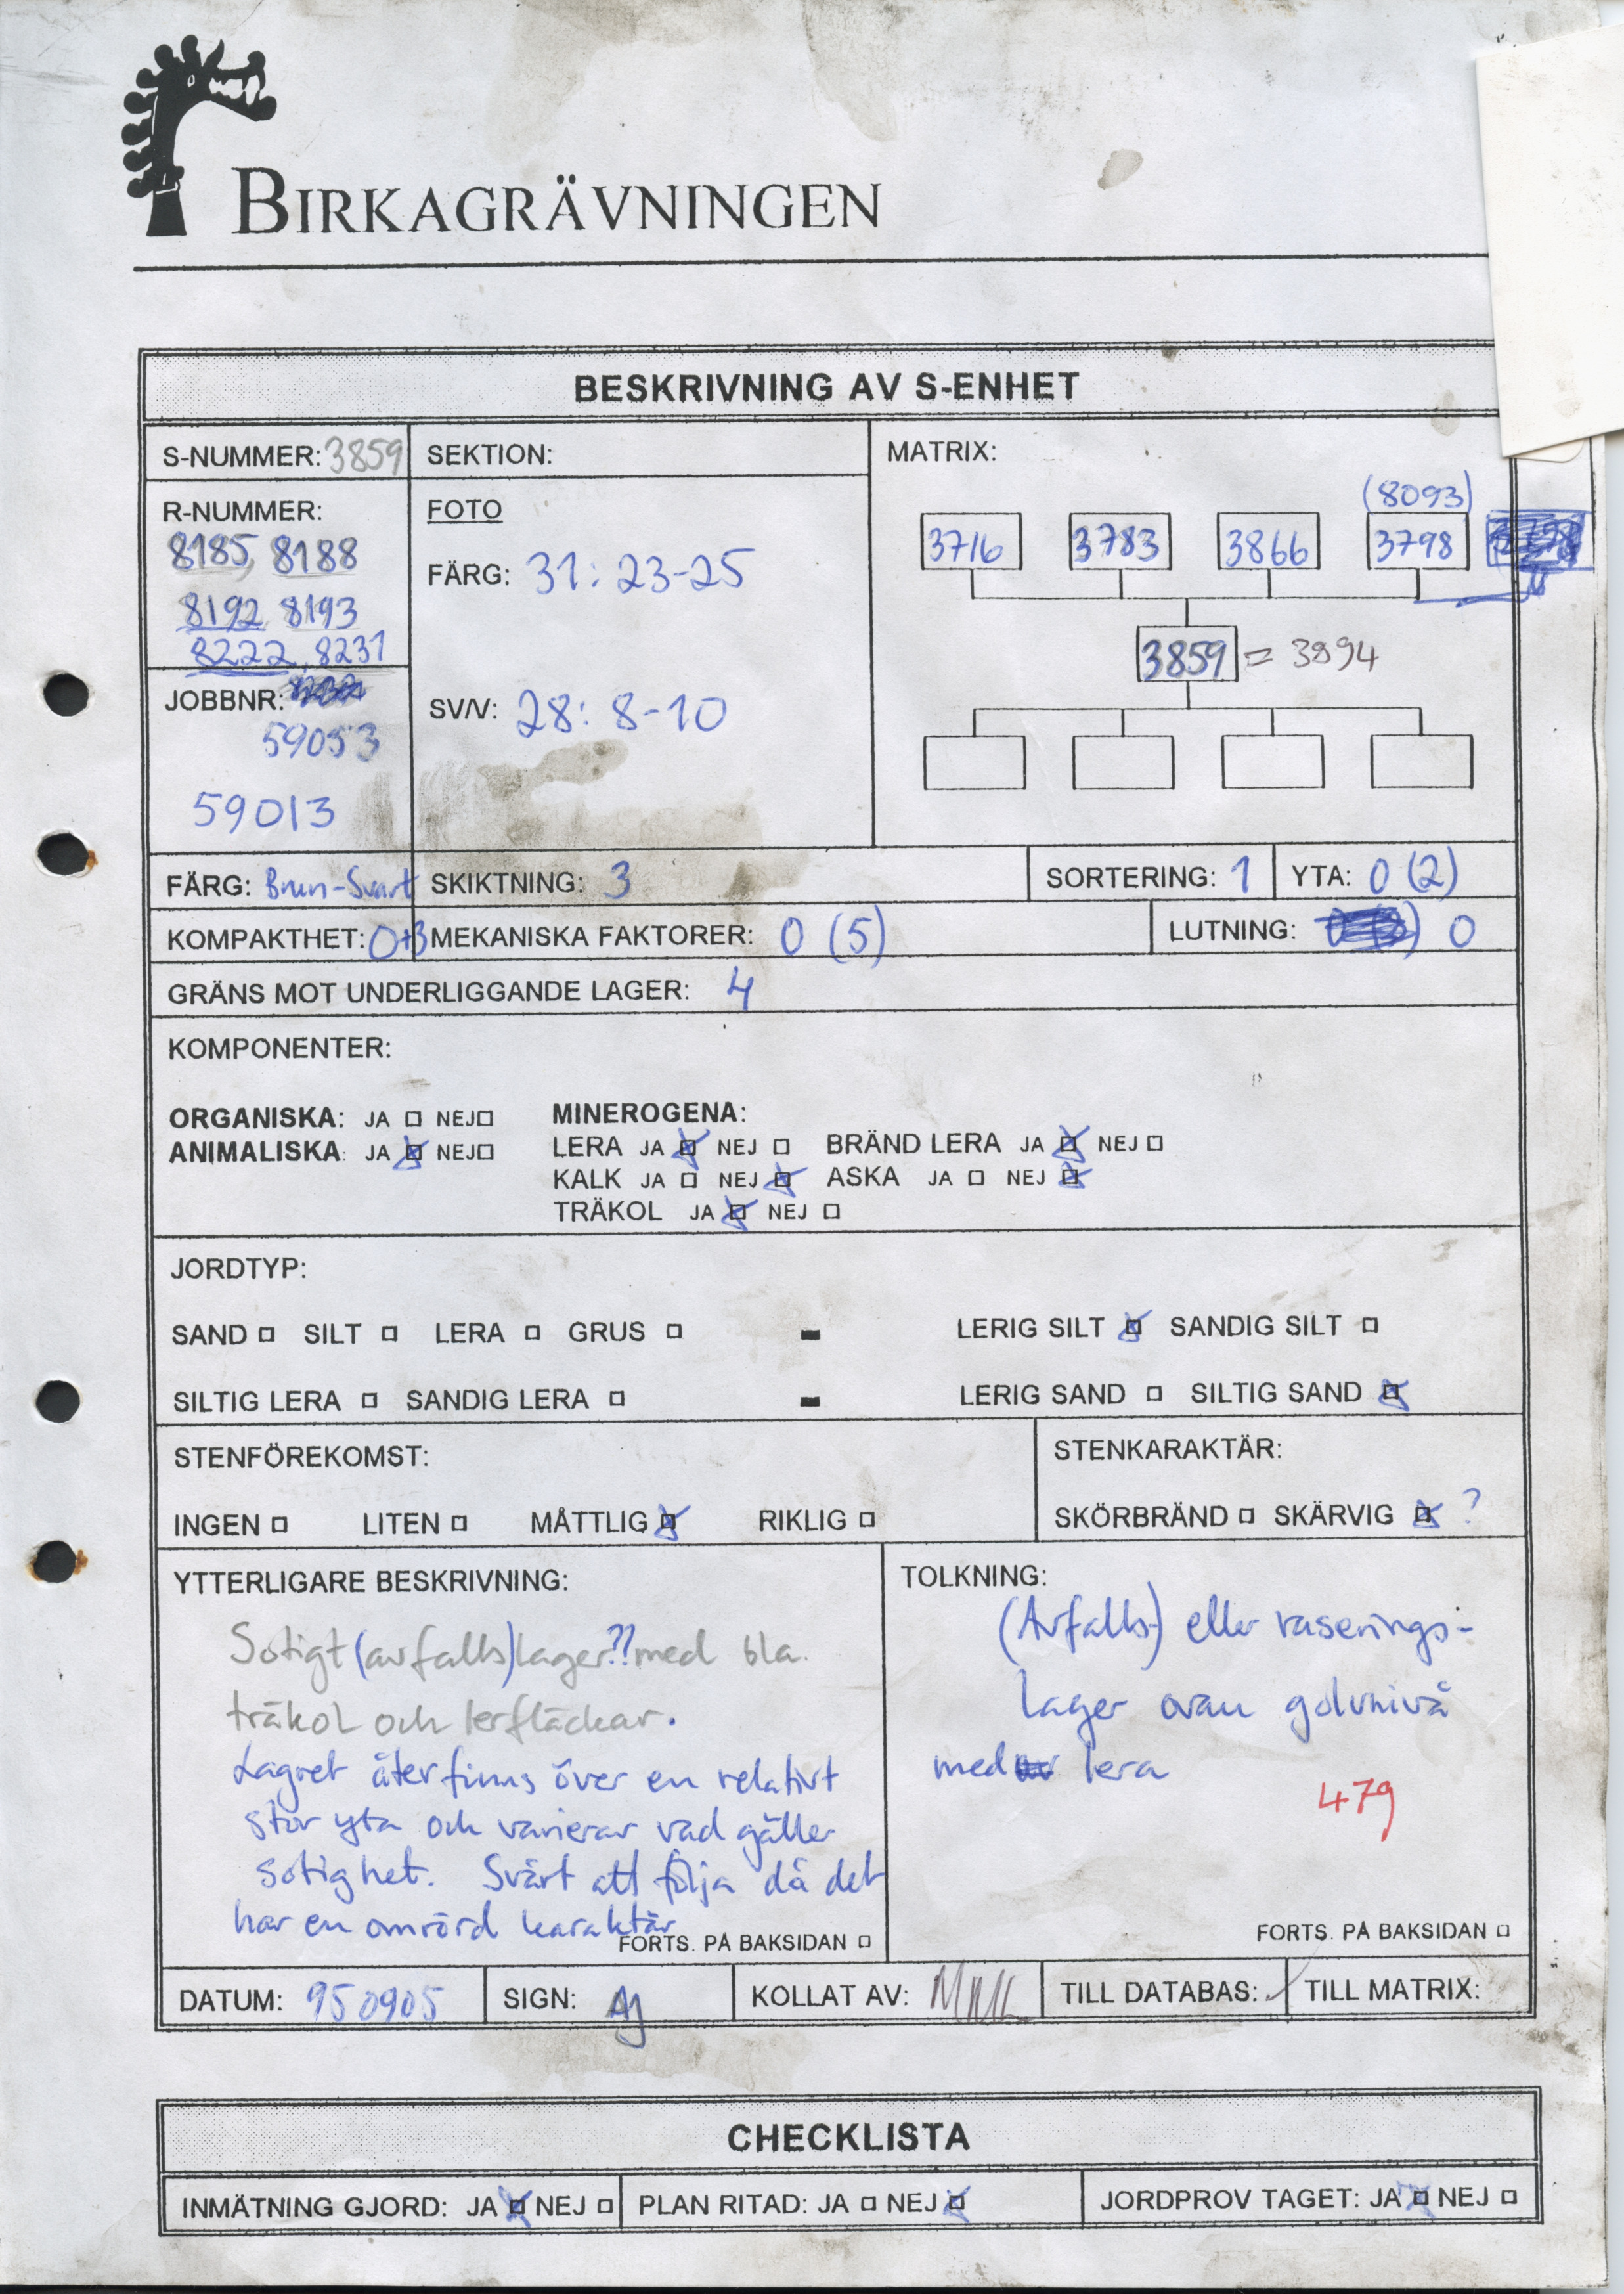 BIRKAGRÄVNINGEN
BESKRIVNING AV S-ENHET
S-NUMMER: 3859
SEKTION:
MATRIX:
R-NUMMER:
8185, 8188
8192, 8193
8222, 8231
FOTO
FÄRG: 31: 23-25
SV/V: 28: 8-10
(8093)
3716 3783 3866 3798
3859 = 3894
JOBBNR:
59053
59013
FÄRG: Brun-Svart SKIKTNING: 3 SORTERING: 1 YTA: 0 (2)
KOMPAKTHET: 0+3 MEKANISKA FAKTORER: 0 (5) LUTNING: 0
GRÄNS MOT UNDERLIGGANDE LAGER: 4
KOMPONENTER:
ORGANISKA: JA NEJ MINEROGENA:
ANIMALISKA: JA NEJ LERA JA NEJ BRÄND LERA JA NEJ
KALK JA NEJ ASKA JA NEJ
TRÄKOL JA NEJ
JORDTYP:
SAND SILT LERA GRUS - LERIG SILT SANDIG SILT
SILTIG LERA SANDIG LERA - LERIG SAND SILTIG SAND
STENFÖREKOMST:
INGEN LITEN MÅTTLIG RIKLIG
STENKARAKTÄR:
SKÖRBRÄND SKÄRVIG ?
YTTERLIGARE BESKRIVNING:
Sotigt (avfalls)lager?? med bla.
träkol och lerfläckar.
Lagret återfinns över en relativt
stor yta och varierar vad gäller
sotighet. Svårt att följa då det
har en omrörd karaktär
FORTS. PÅ BAKSIDAN
TOLKNING:
(Avfalls-) eller raserings-
lager ovan golvnivå
med lera
479
FORTS. PÅ BAKSIDAN
DATUM: 950905 SIGN: AJ KOLLAT AV: TILL DATABAS: TILL MATRIX:
CHECKLISTA
INMÄTNING GJORD: JA NEJ PLAN RITAD: JA NEJ JORDPROV TAGET: JA NEJ